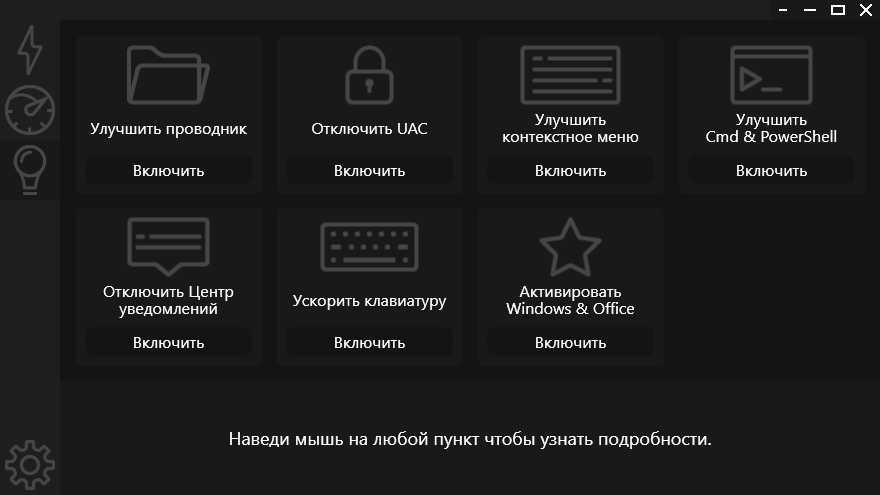 Улучшить проводник
Включить
Отключить UAC
Включить
Улучшить
контекстное меню
Включить
Улучшить
Cmd & PowerShell
Включить
Отключить Центр
уведомлений
Включить
Ускорить клавиатуру
Включить
Активировать
Windows & Office
Включить
Наведи мышь на любой пункт чтобы узнать подробности.